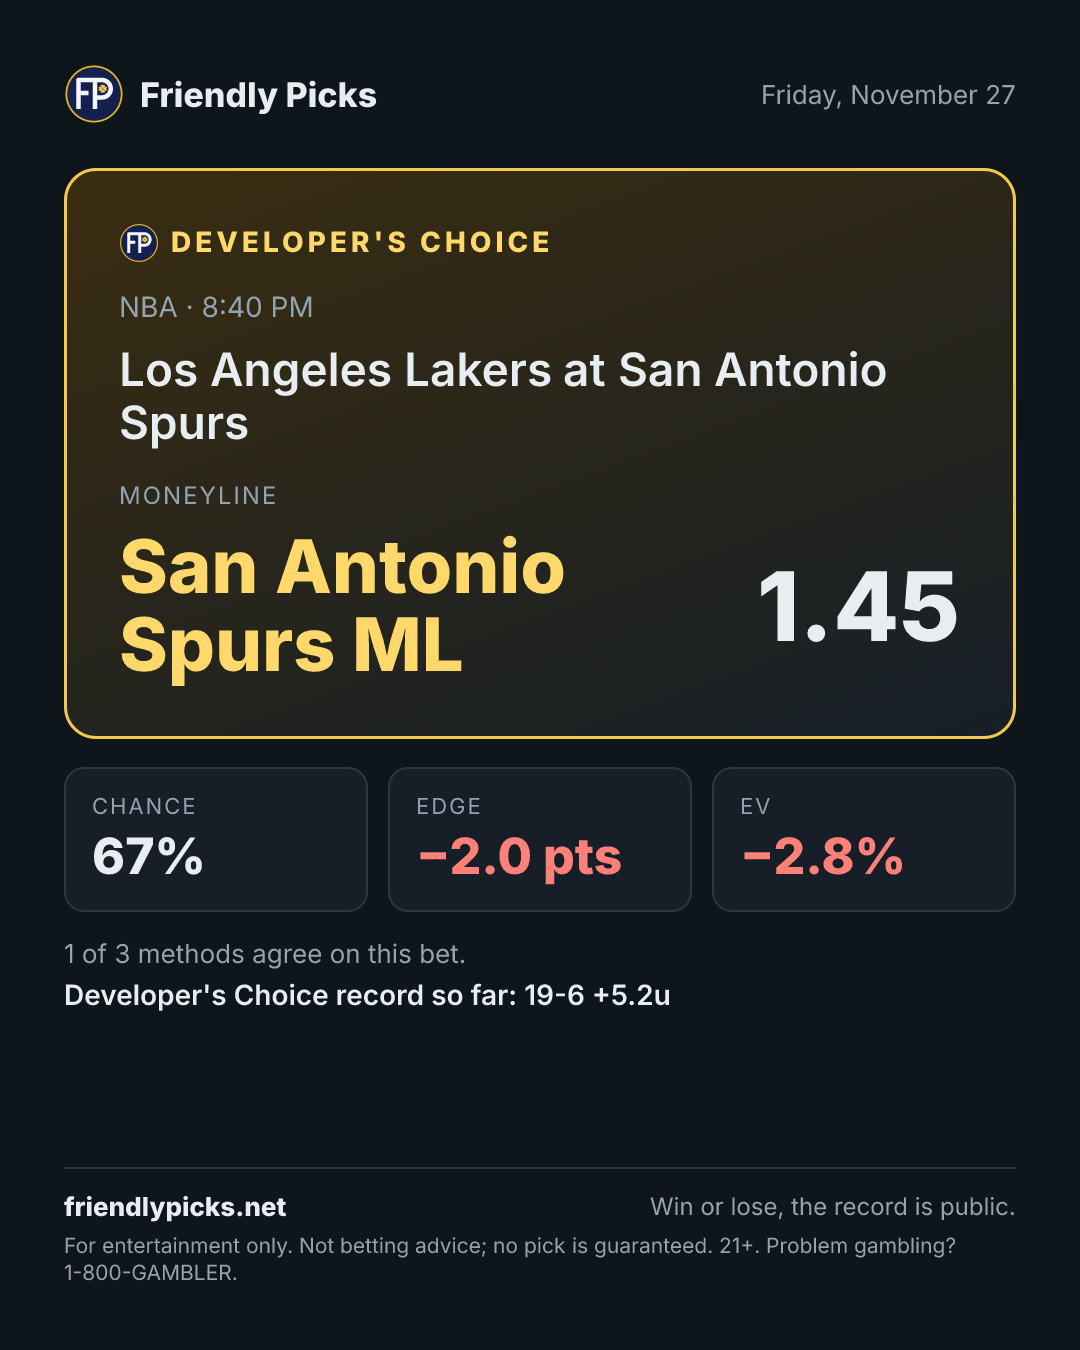 FP Friendly Picks
Friday, November 27
FP DEVELOPER'S CHOICE
NBA · 8:40 PM
Los Angeles Lakers at San Antonio
Spurs
MONEYLINE
San Antonio
Spurs ML
1.45
CHANCE
67%
EDGE
−2.0 pts
EV
−2.8%
1 of 3 methods agree on this bet.
Developer's Choice record so far: 19-6 +5.2u
friendlypicks.net
Win or lose, the record is public.
For entertainment only. Not betting advice; no pick is guaranteed. 21+. Problem gambling?
1-800-GAMBLER.